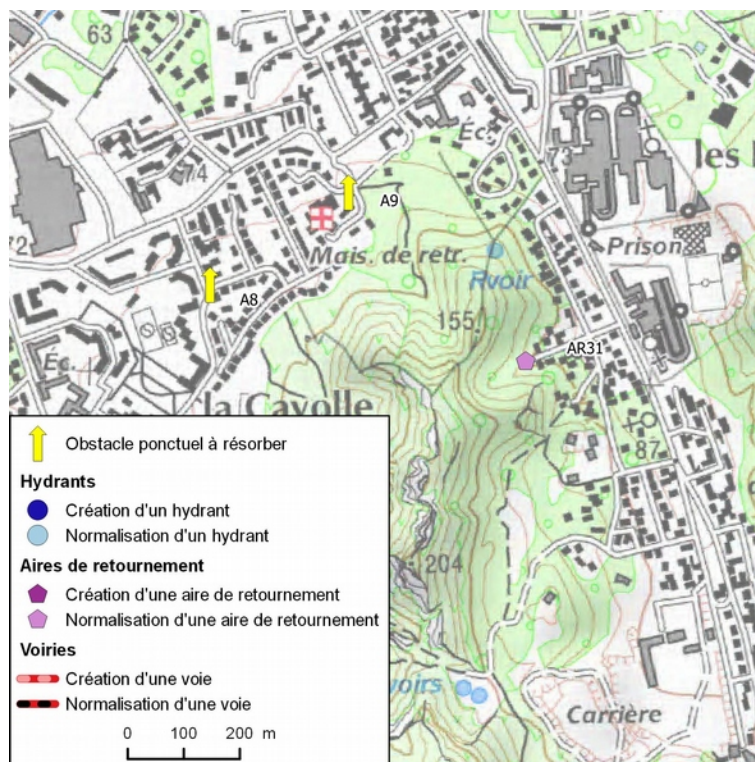 63
Éc.
73
les
74
A9
72
Mais. de retr.
Rvoir
Prison
A8
155
AR31
Éc.
la Cayolle
87
Obstacle ponctuel à résorber
Hydrants
Création d'un hydrant
Normalisation d'un hydrant
Aires de retournement
Création d'une aire de retournement
Normalisation d'une aire de retournement
204
Voiries
Création d'une voie
Normalisation d'une voie
voirs
Carrière
0 100 200 m